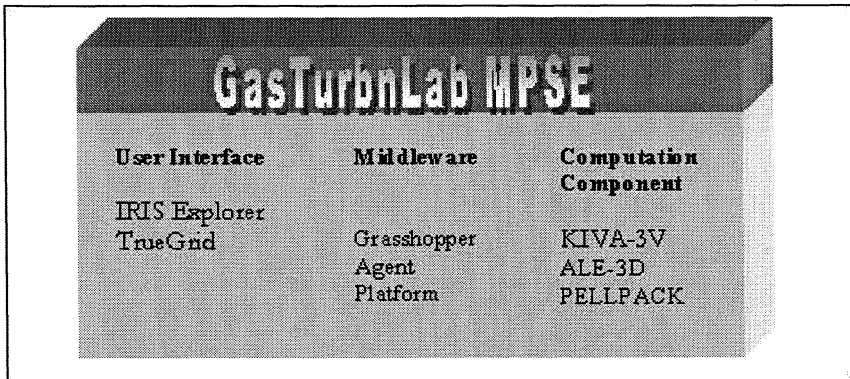 GasTurbnLab MPSE
User Interface
Middleware
Computation
Component
IRIS Explorer
TrueGrid
Grasshopper
Agent
Platform
KIVA-3V
ALE-3D
PELLPACK